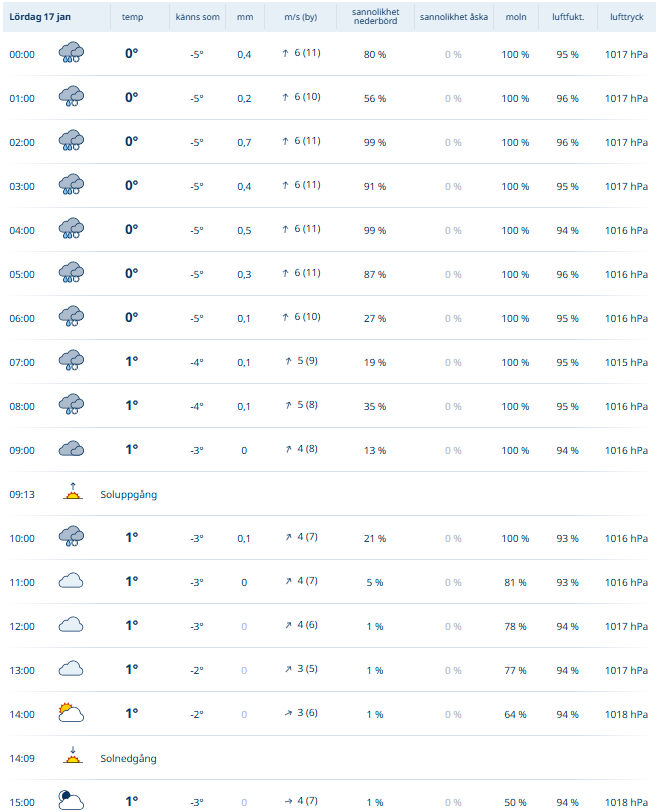 Lördag 17 jan temp känns som mm m/s (by) sannolikhet nederbörd sannolikhet åska moln luftfukt. lufttryck
00:00 0° -5° 0,4 6 (11) 80 % 0 % 100 % 95 % 1017 hPa
01:00 0° -5° 0,2 6 (10) 56 % 0 % 100 % 96 % 1017 hPa
02:00 0° -5° 0,7 6 (11) 99 % 0 % 100 % 96 % 1017 hPa
03:00 0° -5° 0,4 6 (11) 91 % 0 % 100 % 95 % 1017 hPa
04:00 0° -5° 0,5 6 (11) 99 % 0 % 100 % 94 % 1016 hPa
05:00 0° -5° 0,3 6 (11) 87 % 0 % 100 % 96 % 1016 hPa
06:00 0° -5° 0,1 6 (10) 27 % 0 % 100 % 95 % 1016 hPa
07:00 1° -4° 0,1 5 (9) 19 % 0 % 100 % 95 % 1015 hPa
08:00 1° -4° 0,1 5 (8) 35 % 0 % 100 % 95 % 1016 hPa
09:00 1° -3° 0 4 (8) 13 % 0 % 100 % 94 % 1016 hPa
09:13 Soluppgång
10:00 1° -3° 0,1 4 (7) 21 % 0 % 100 % 93 % 1016 hPa
11:00 1° -3° 0 4 (7) 5 % 0 % 81 % 93 % 1016 hPa
12:00 1° -3° 0 4 (6) 1 % 0 % 78 % 94 % 1017 hPa
13:00 1° -2° 0 3 (5) 1 % 0 % 77 % 94 % 1017 hPa
14:00 1° -2° 0 3 (6) 1 % 0 % 64 % 94 % 1018 hPa
14:09 Solnedgång
15:00 1° -3° 0 4 (7) 1 % 0 % 50 % 94 % 1018 hPa